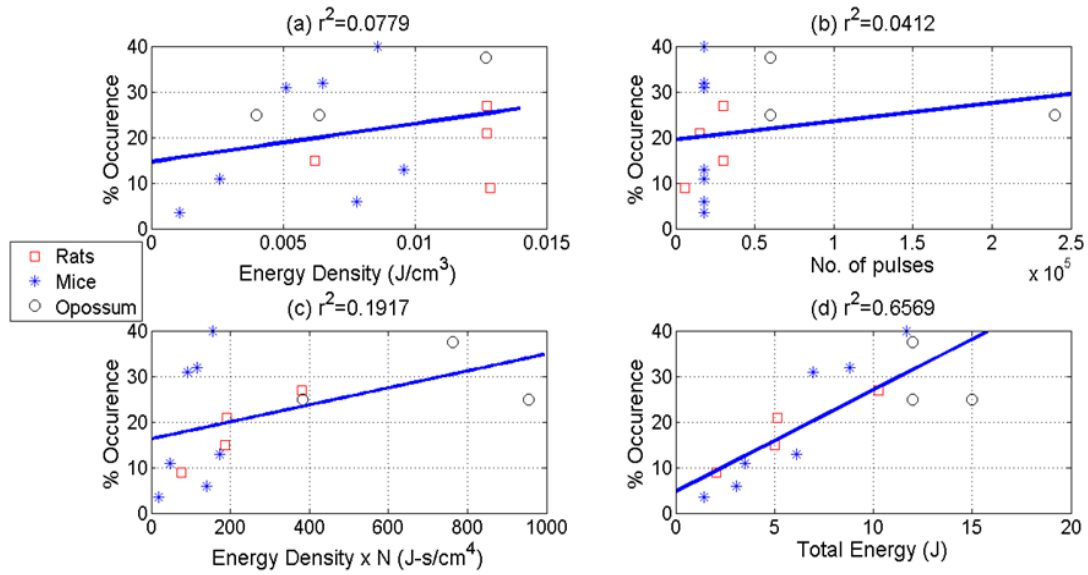 (a) r²=0.0779
40
30
20
10
0
% Occurence
0 0.005 0.01 0.015
Energy Density (J/cm³)
(b) r²=0.0412
40
30
20
10
0
% Occurence
0 0.5 1 1.5 2 2.5
x 10⁵
No. of pulses
Rats
Mice
Opossum
(c) r²=0.1917
40
30
20
10
0
% Occurence
0 200 400 600 800 1000
Energy Density x N (J-s/cm⁴)
(d) r²=0.6569
40
30
20
10
0
% Occurence
0 5 10 15 20
Total Energy (J)